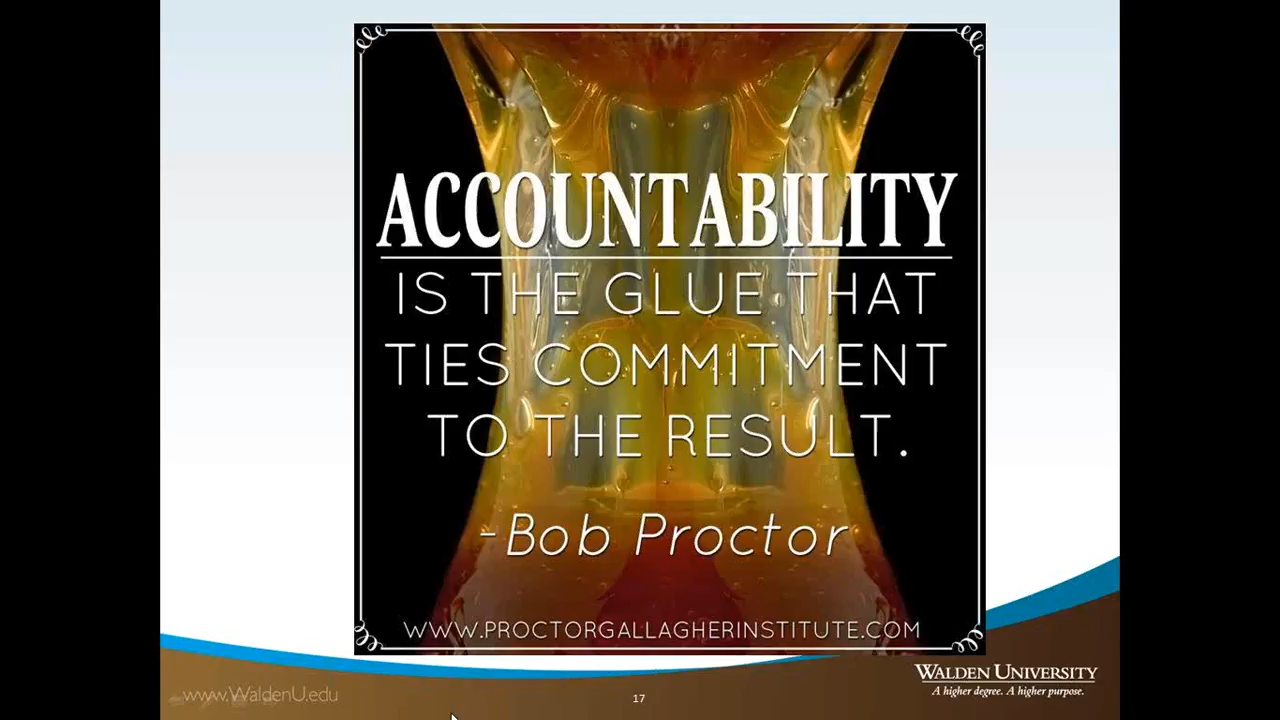 ACCOUNTABILITY
IS THE GLUE THAT
TIES COMMITMENT
TO THE RESULT.
-Bob Proctor
WWW.PROCTORGALLAGHERINSTITUTE.COM
www.WaldenU.edu
17
WALDEN UNIVERSITY
A higher degree. A higher purpose.